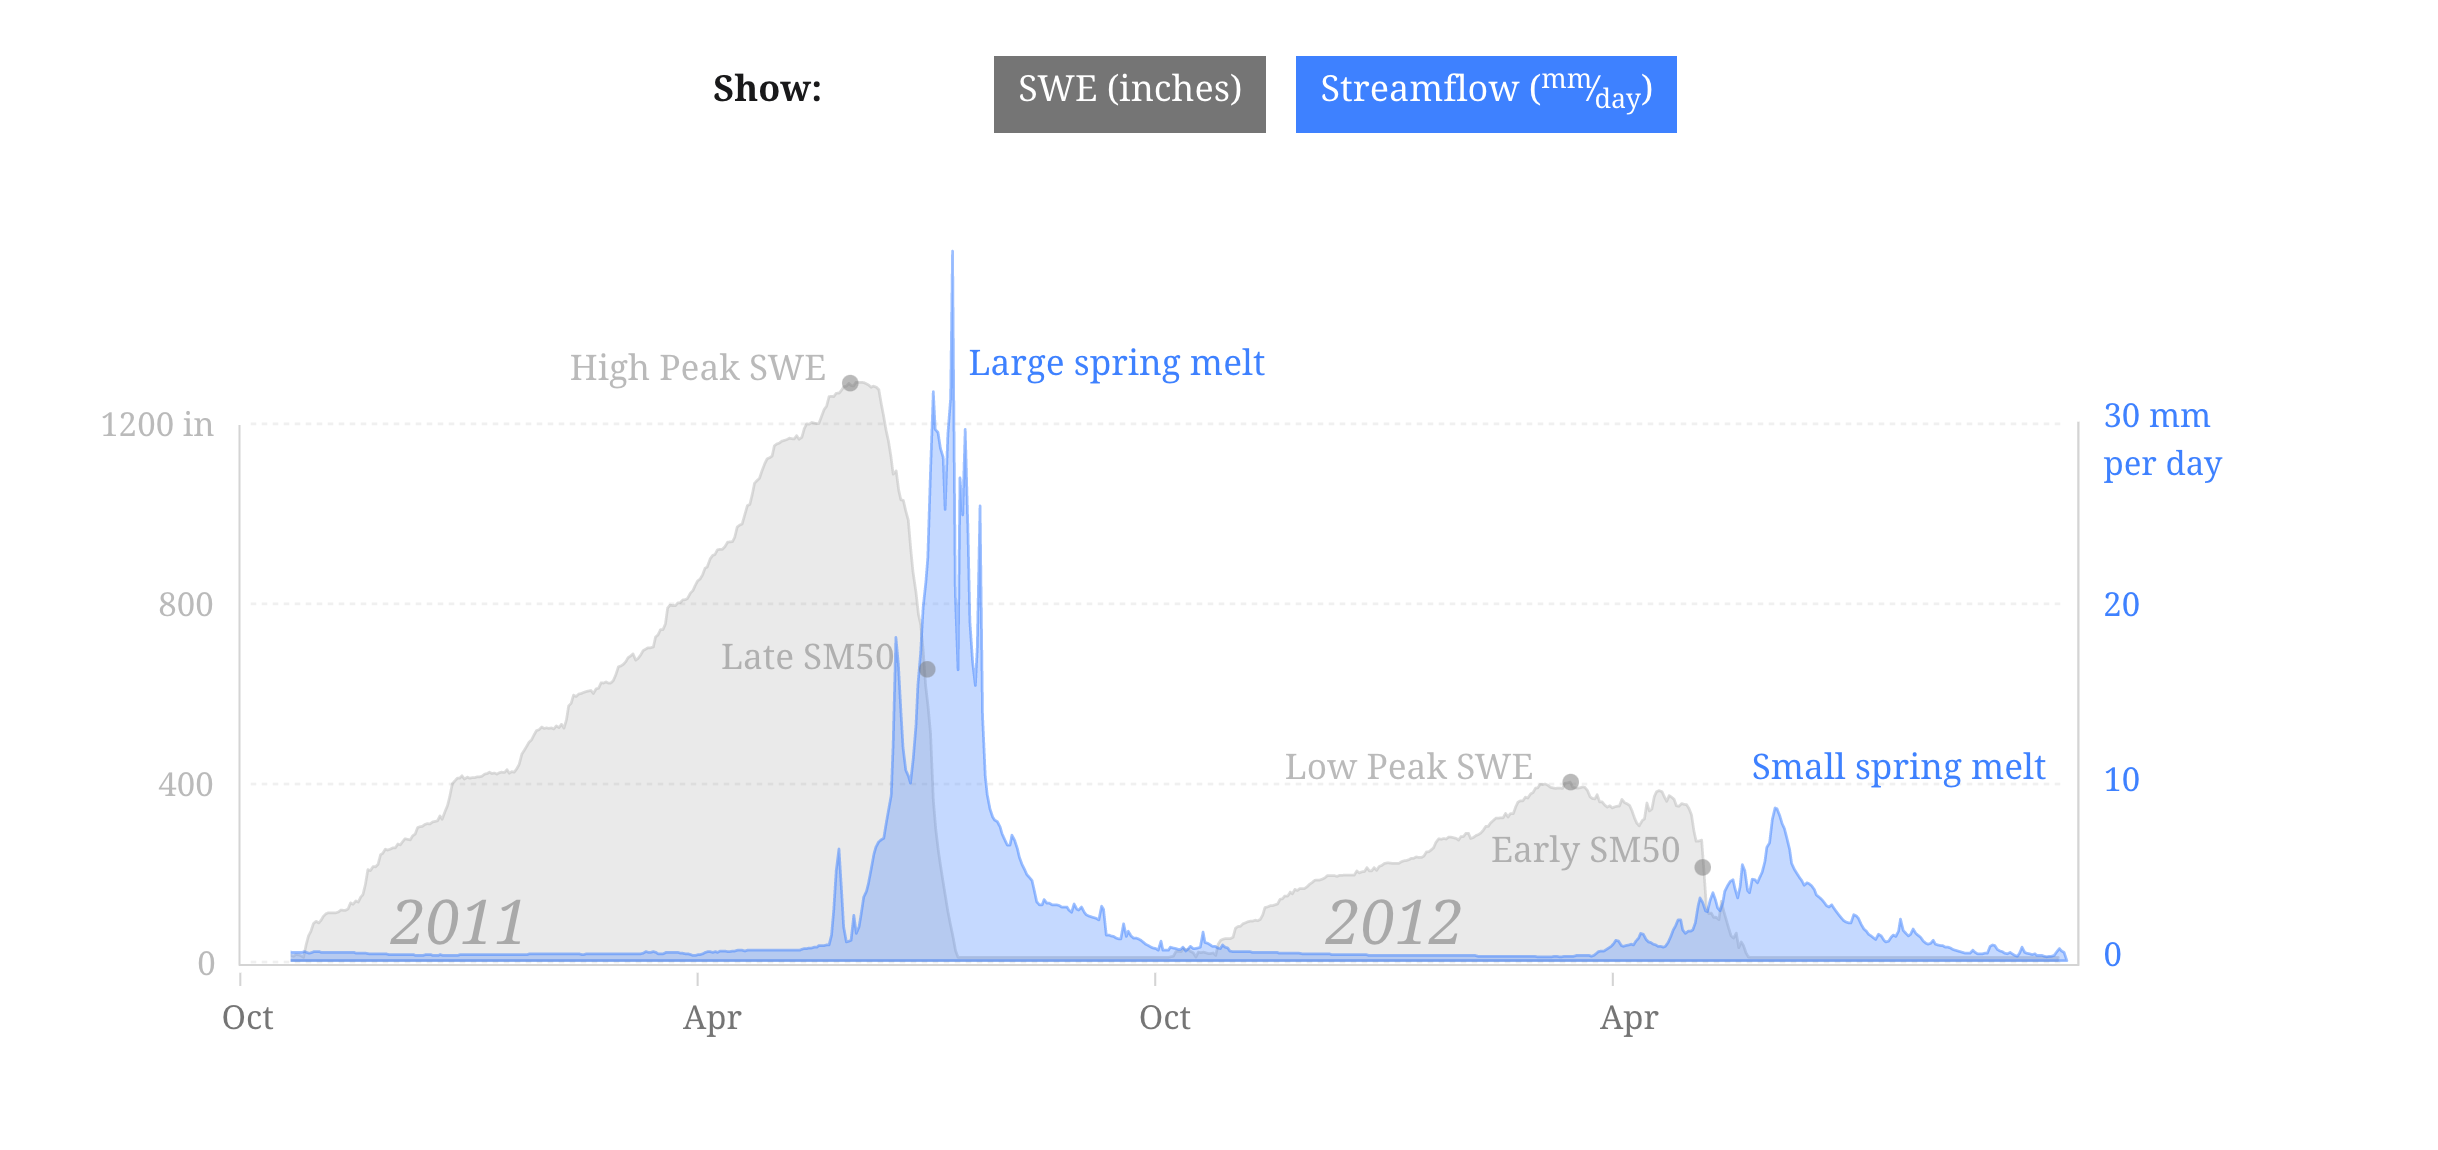 Show:
SWE (inches)
Streamflow (mm/day)
High Peak SWE
Large spring melt
1200 in
30 mm
per day
800
20
Late SM50
400
Low Peak SWE
Small spring melt
10
Early SM50
2011
2012
0
0
Oct
Apr
Oct
Apr